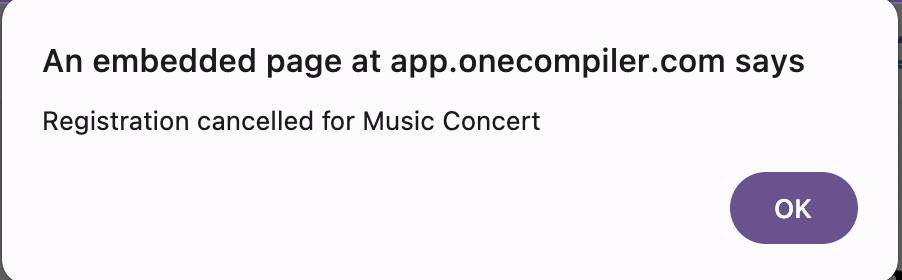 An embedded page at app.onecompiler.com says
Registration cancelled for Music Concert
OK